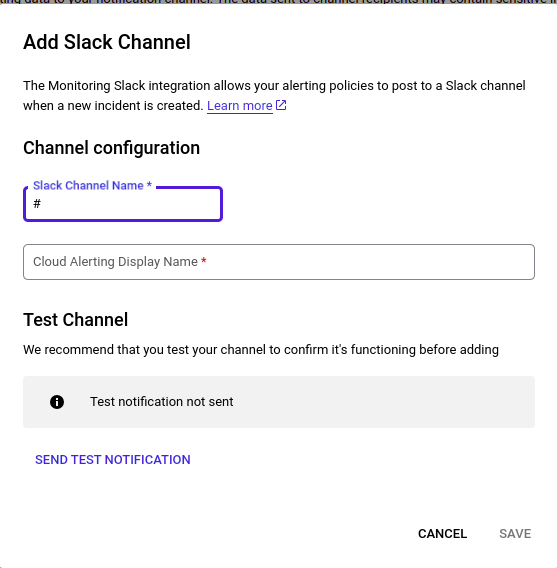 ting data to your notification channel. The data sent to channel recipients may contain sensitive
Add Slack Channel
The Monitoring Slack integration allows your alerting policies to post to a Slack channel
when a new incident is created. Learn more
Channel configuration
Slack Channel Name *
#
Cloud Alerting Display Name *
Test Channel
We recommend that you test your channel to confirm it's functioning before adding
Test notification not sent
SEND TEST NOTIFICATION
CANCEL SAVE